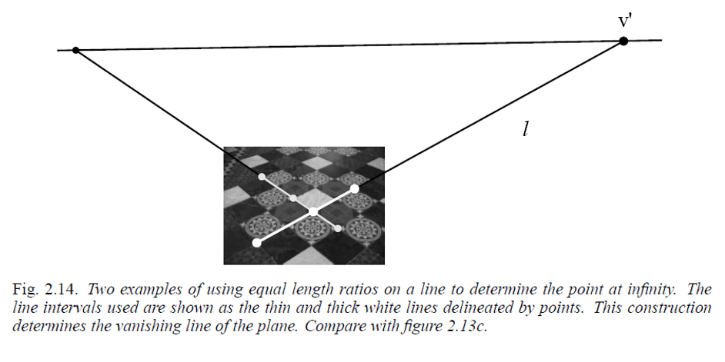 v'
l
Fig. 2.14. Two examples of using equal length ratios on a line to determine the point at infinity. The
line intervals used are shown as the thin and thick white lines delineated by points. This construction
determines the vanishing line of the plane. Compare with figure 2.13c.